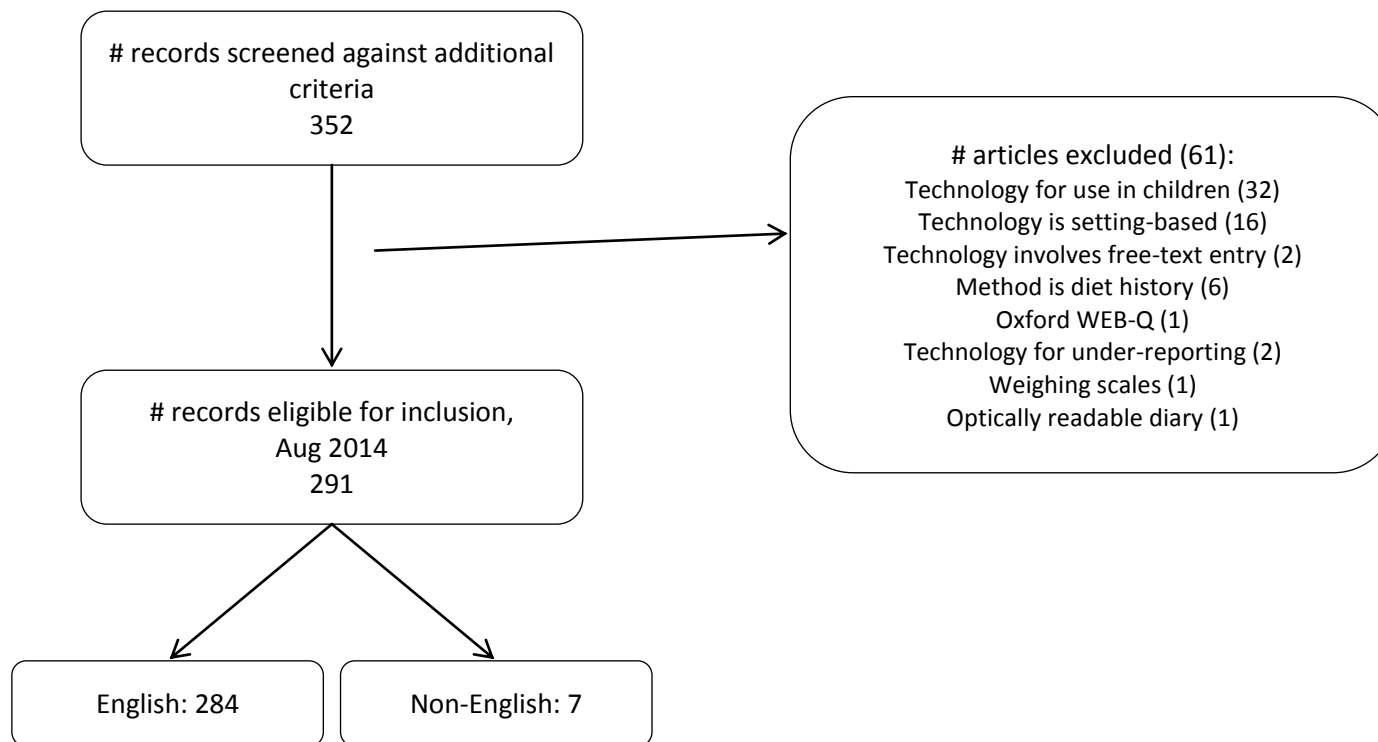 # records screened against additional
criteria
352
# articles excluded (61):
Technology for use in children (32)
Technology is setting-based (16)
Technology involves free-text entry (2)
Method is diet history (6)
Oxford WEB-Q (1)
Technology for under-reporting (2)
Weighing scales (1)
Optically readable diary (1)
# records eligible for inclusion,
Aug 2014
291
English: 284
Non-English: 7